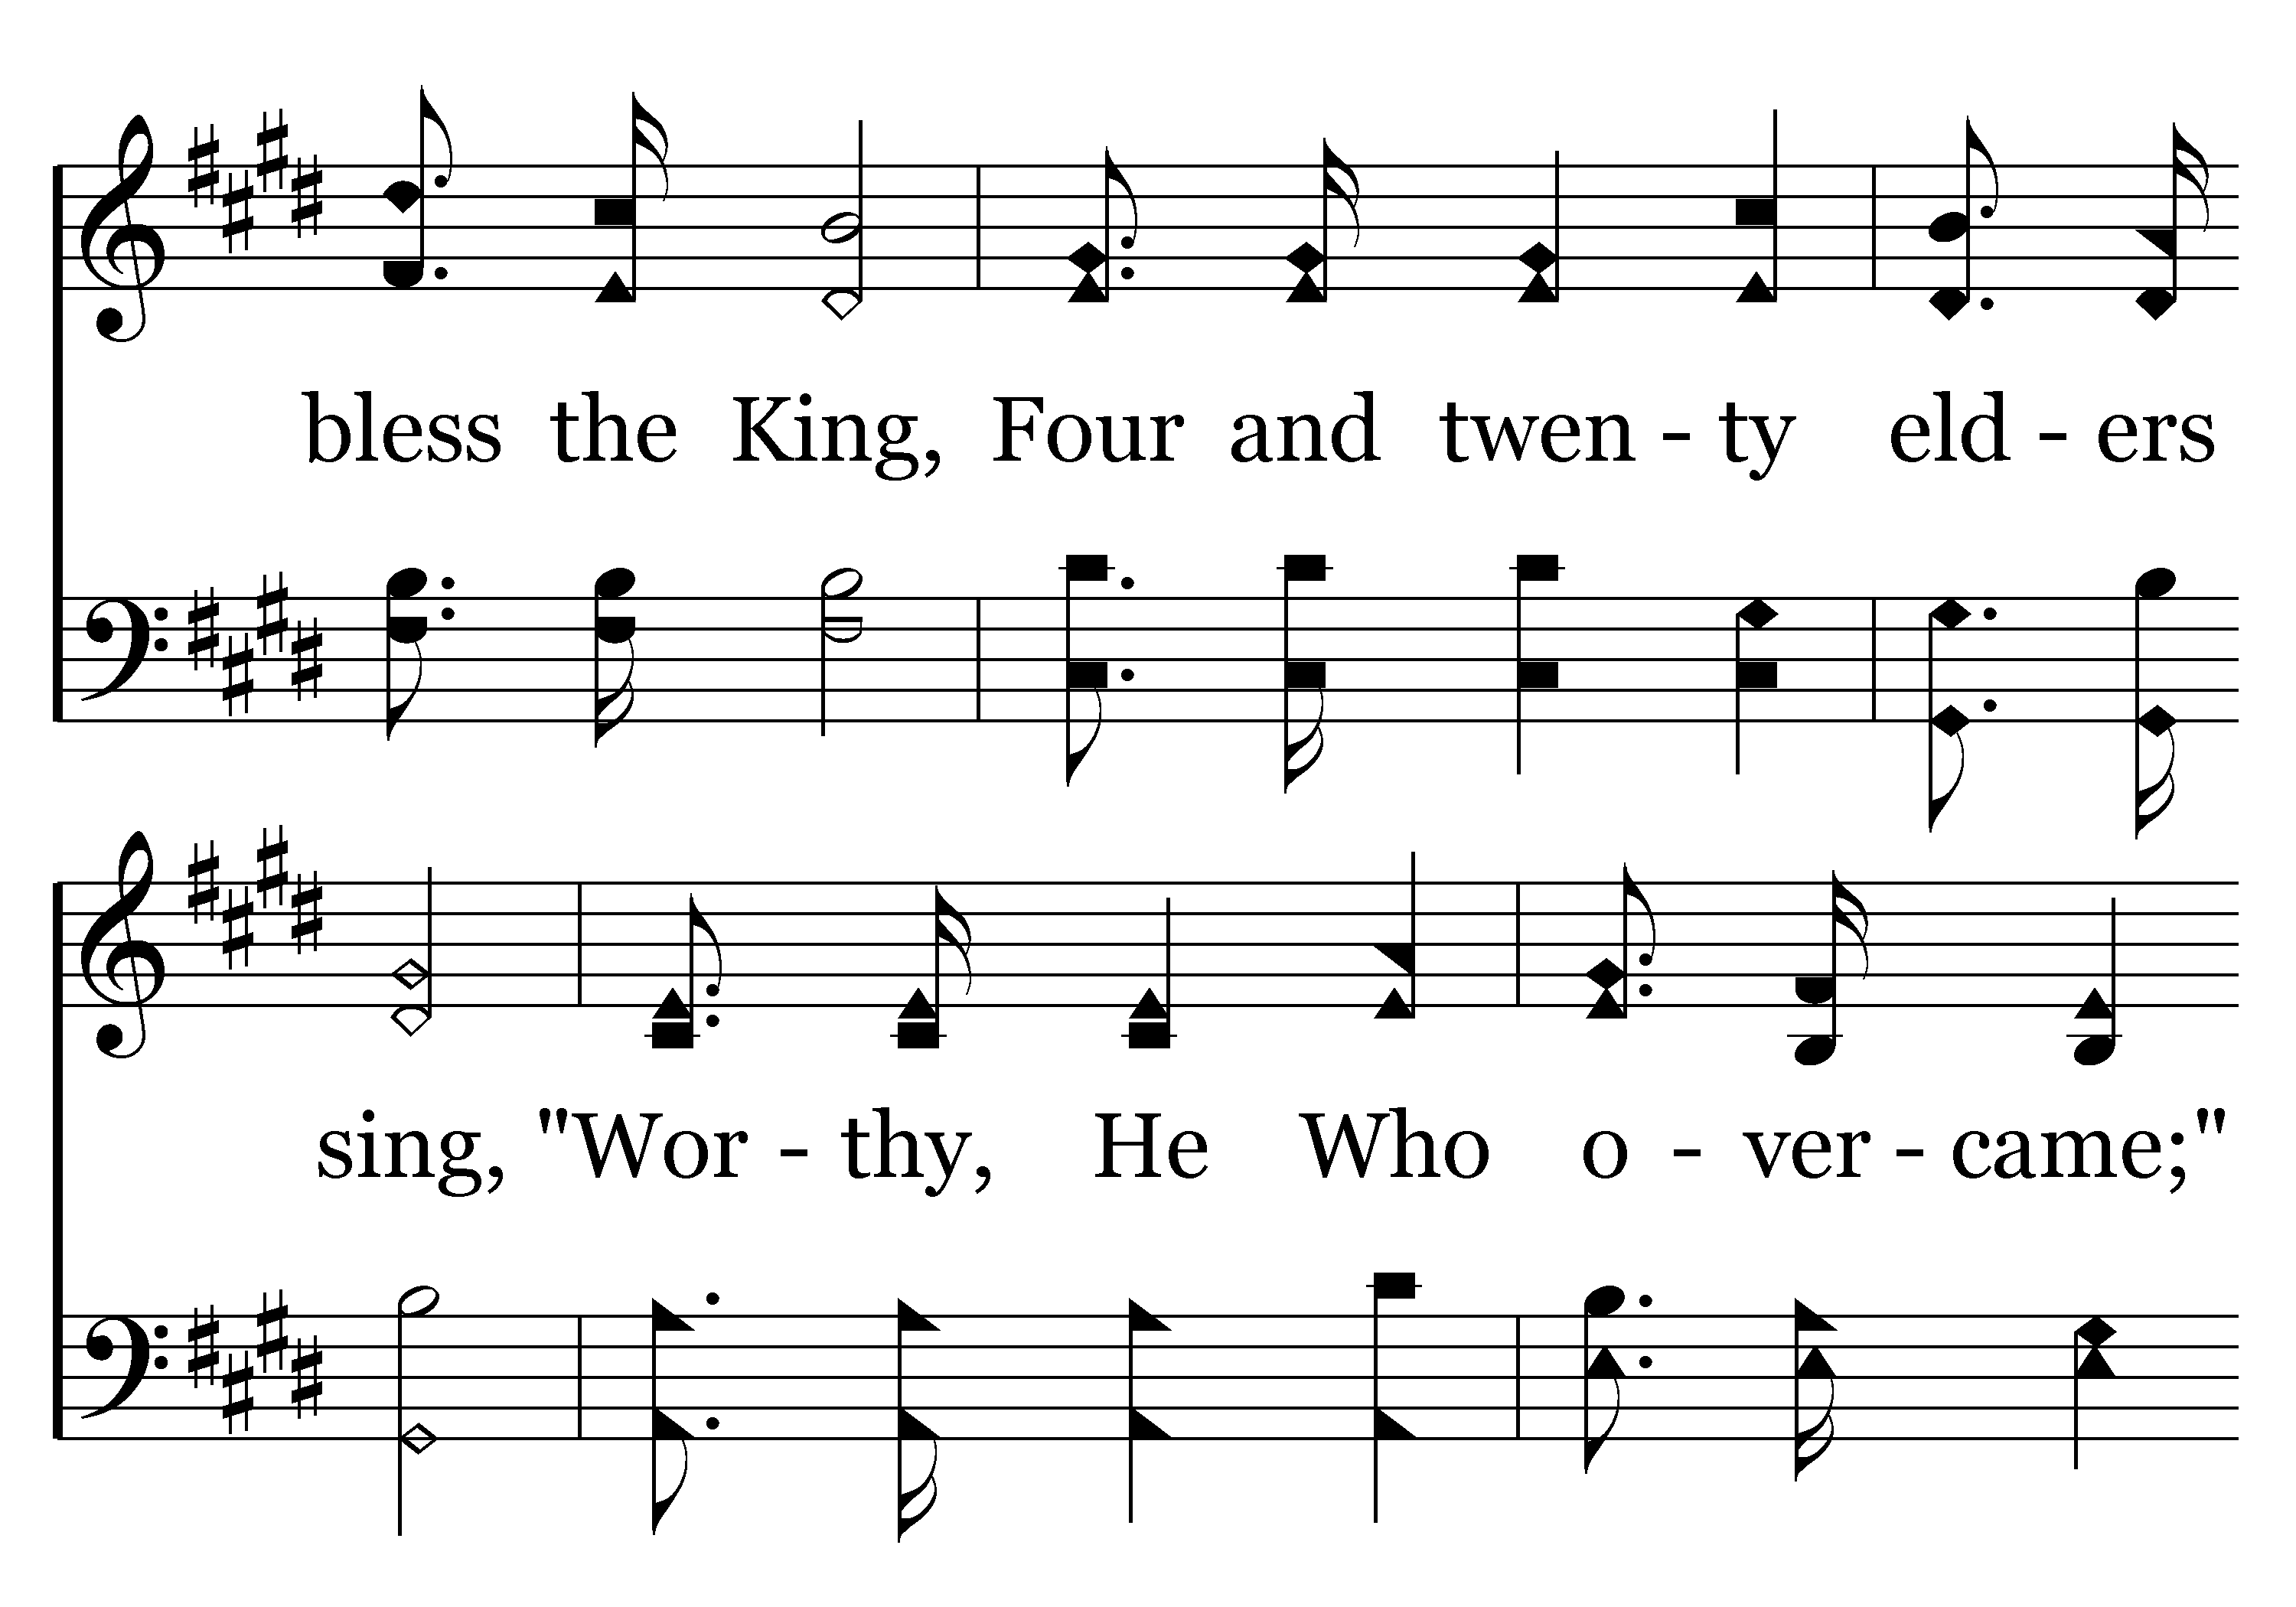 bless the King, Four and twen - ty eld - ers
sing, "Wor - thy, He Who o - ver - came;"